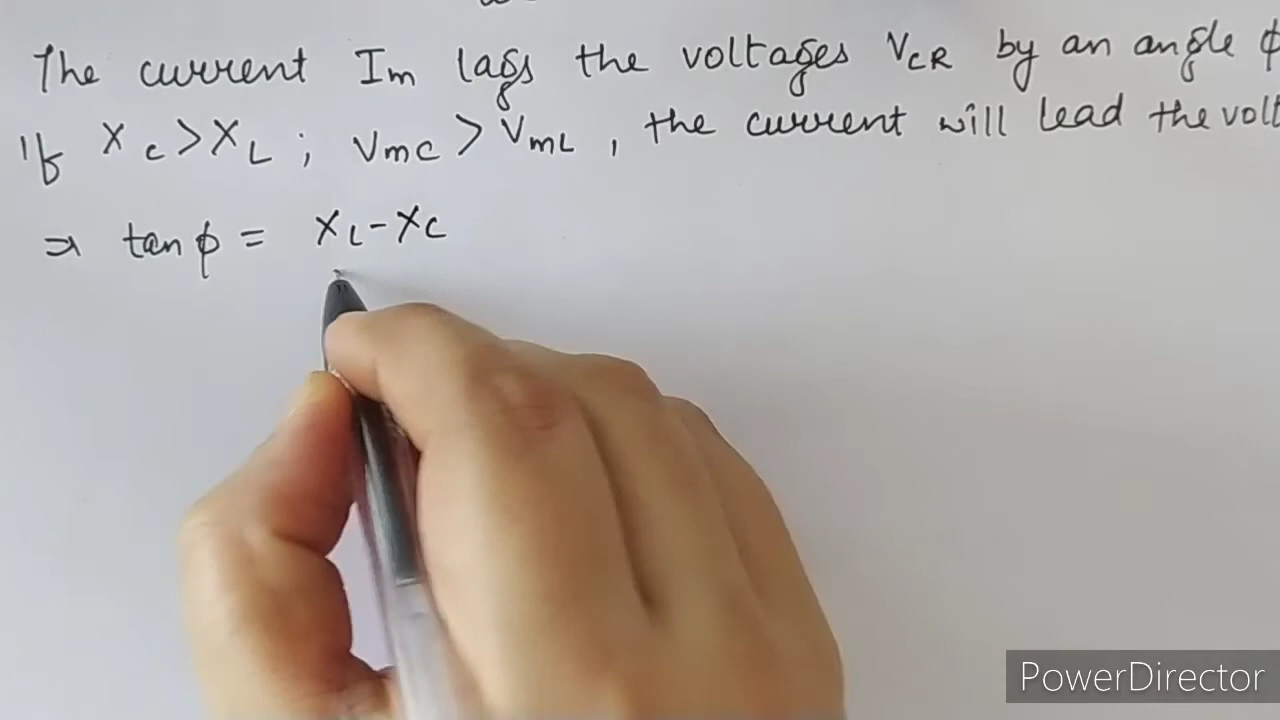 The current Im lags the voltages VCR by an angle ϕ
If Xc > XL ; Vmc > VmL , the current will lead the volt
⇒ tan ϕ = XL - XC
PowerDirector